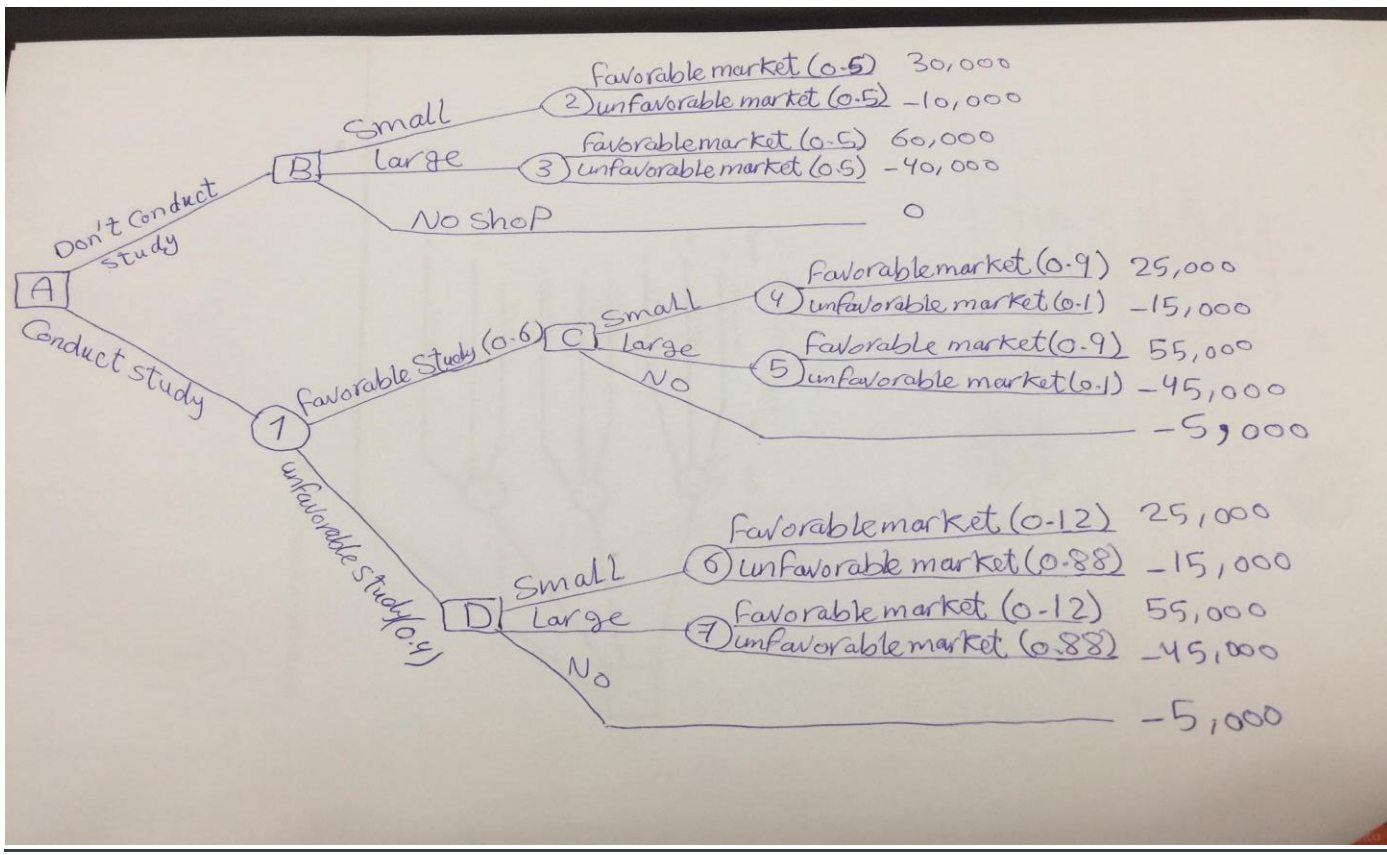 favorable market (0.5) 30,000
Small 2 unfavorable market (0.5) -10,000
favorable market (0.5) 60,000
B Large 3 unfavorable market (0.5) -40,000
No Shop 0
Don't Conduct
study
A
favorable market (0.9) 25,000
Small 4 unfavorable market (0.1) -15,000
Conduct study
favorable Study (0.6) C Large favorable market (0.9) 55,000
5 unfavorable market (0.1) -45,000
No
-5,000
1
unfavorable study (0.4)
favorable market (0.12) 25,000
Small 6 unfavorable market (0.88) -15,000
D Large favorable market (0.12) 55,000
7 unfavorable market (0.88) -45,000
No
-5,000